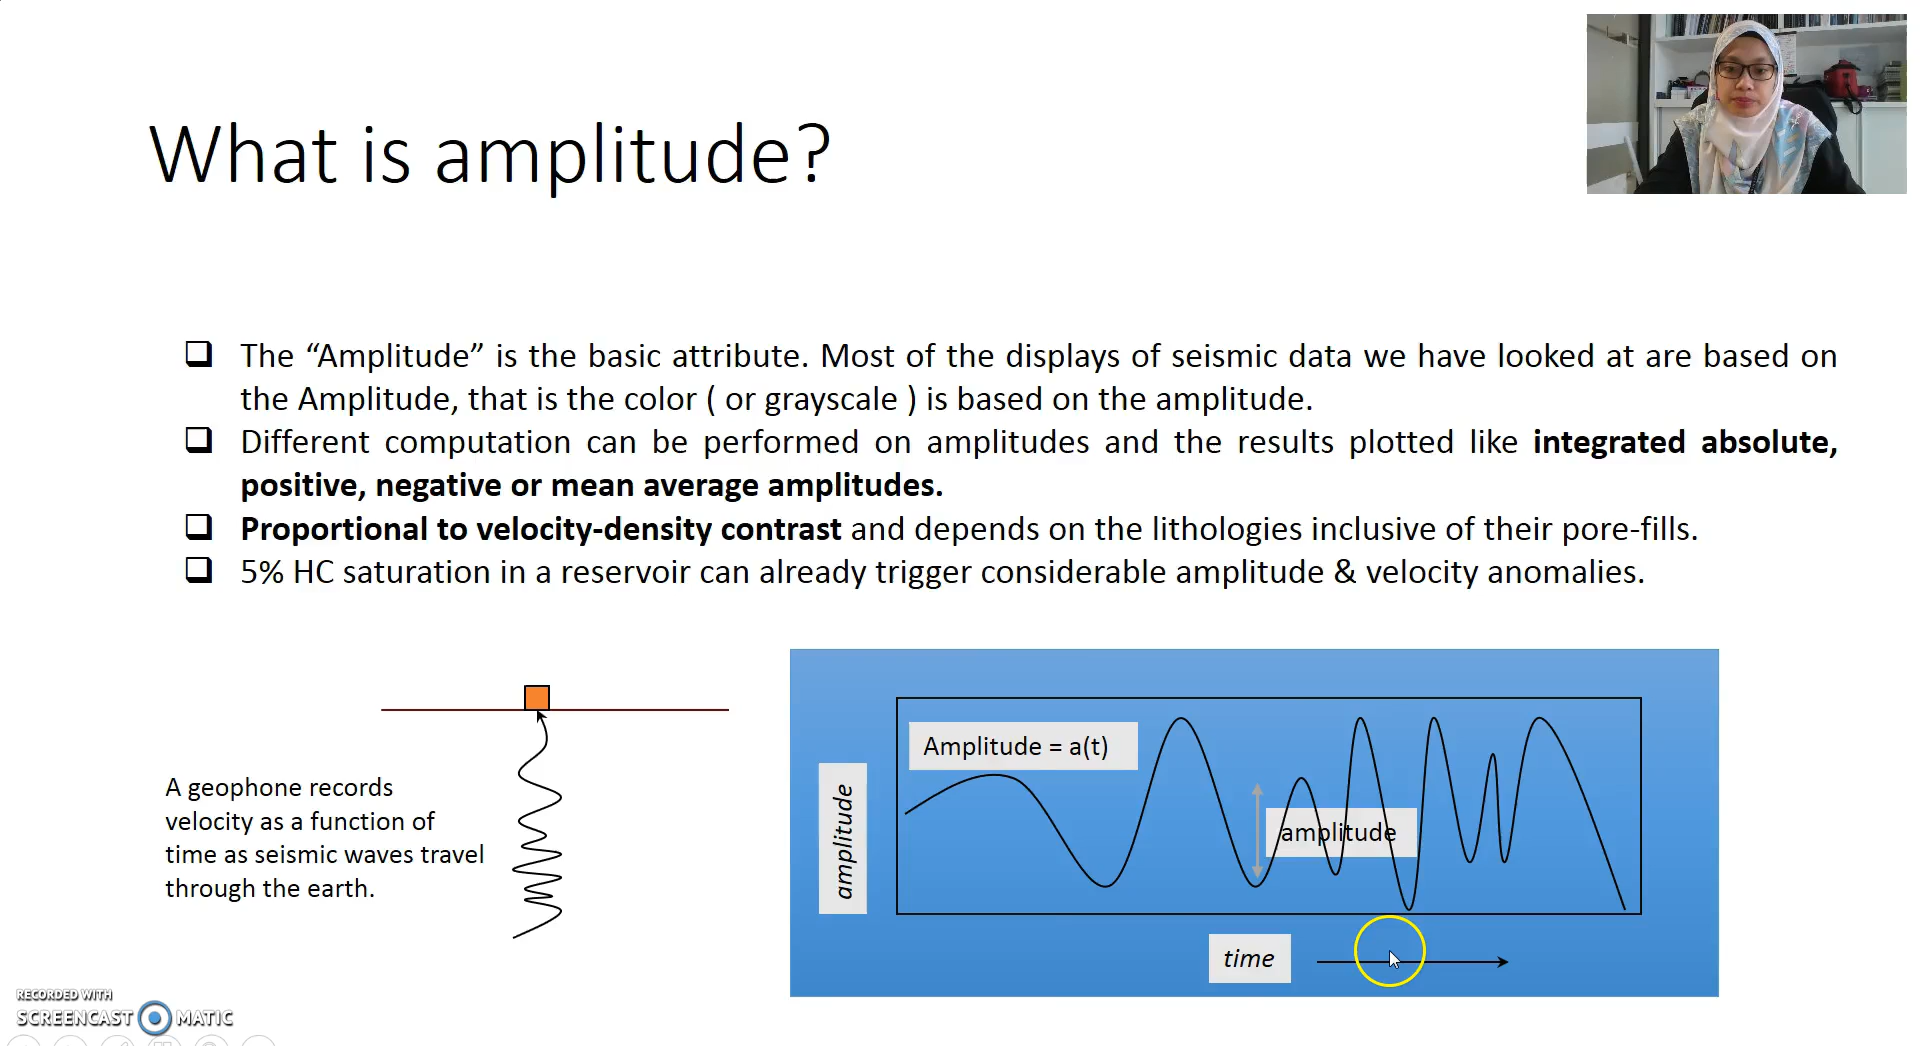 What is amplitude?
❑ The “Amplitude” is the basic attribute. Most of the displays of seismic data we have looked at are based on
the Amplitude, that is the color ( or grayscale ) is based on the amplitude.
❑ Different computation can be performed on amplitudes and the results plotted like integrated absolute,
positive, negative or mean average amplitudes.
❑ Proportional to velocity-density contrast and depends on the lithologies inclusive of their pore-fills.
❑ 5% HC saturation in a reservoir can already trigger considerable amplitude & velocity anomalies.
A geophone records
velocity as a function of
time as seismic waves travel
through the earth.
Amplitude = a(t)
amplitude
amplitude
time
RECORDED WITH
SCREENCAST MATIC